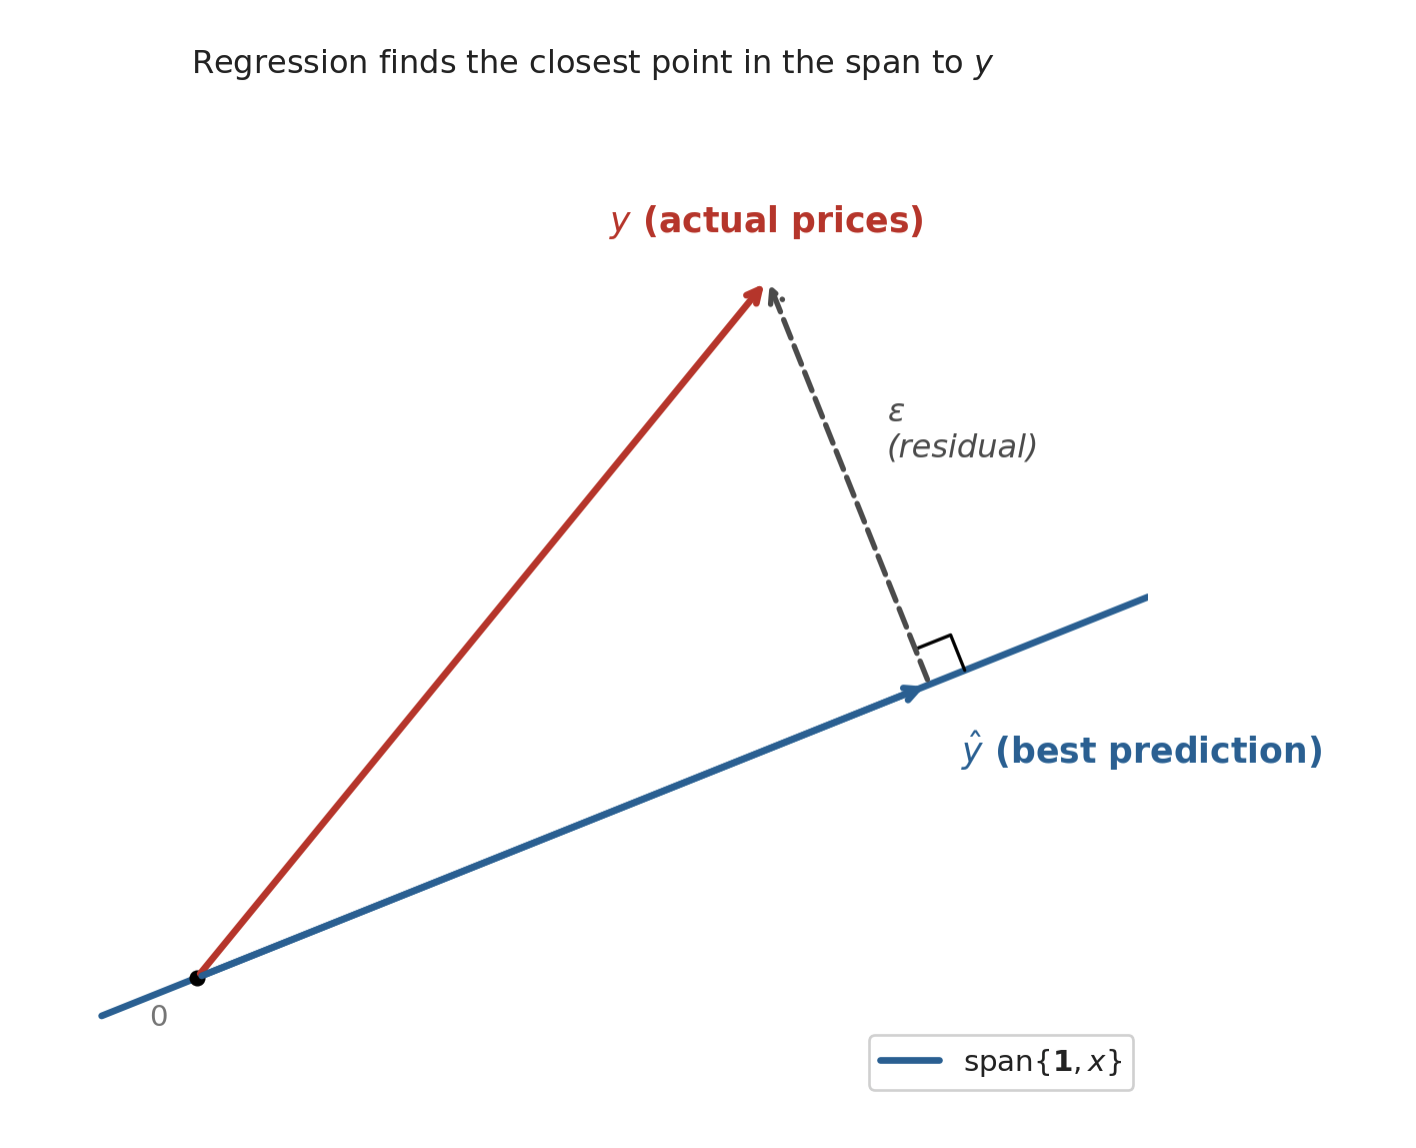 Regression finds the closest point in the span to y
y (actual prices)
ε
(residual)
ŷ (best prediction)
0
span{1, x}